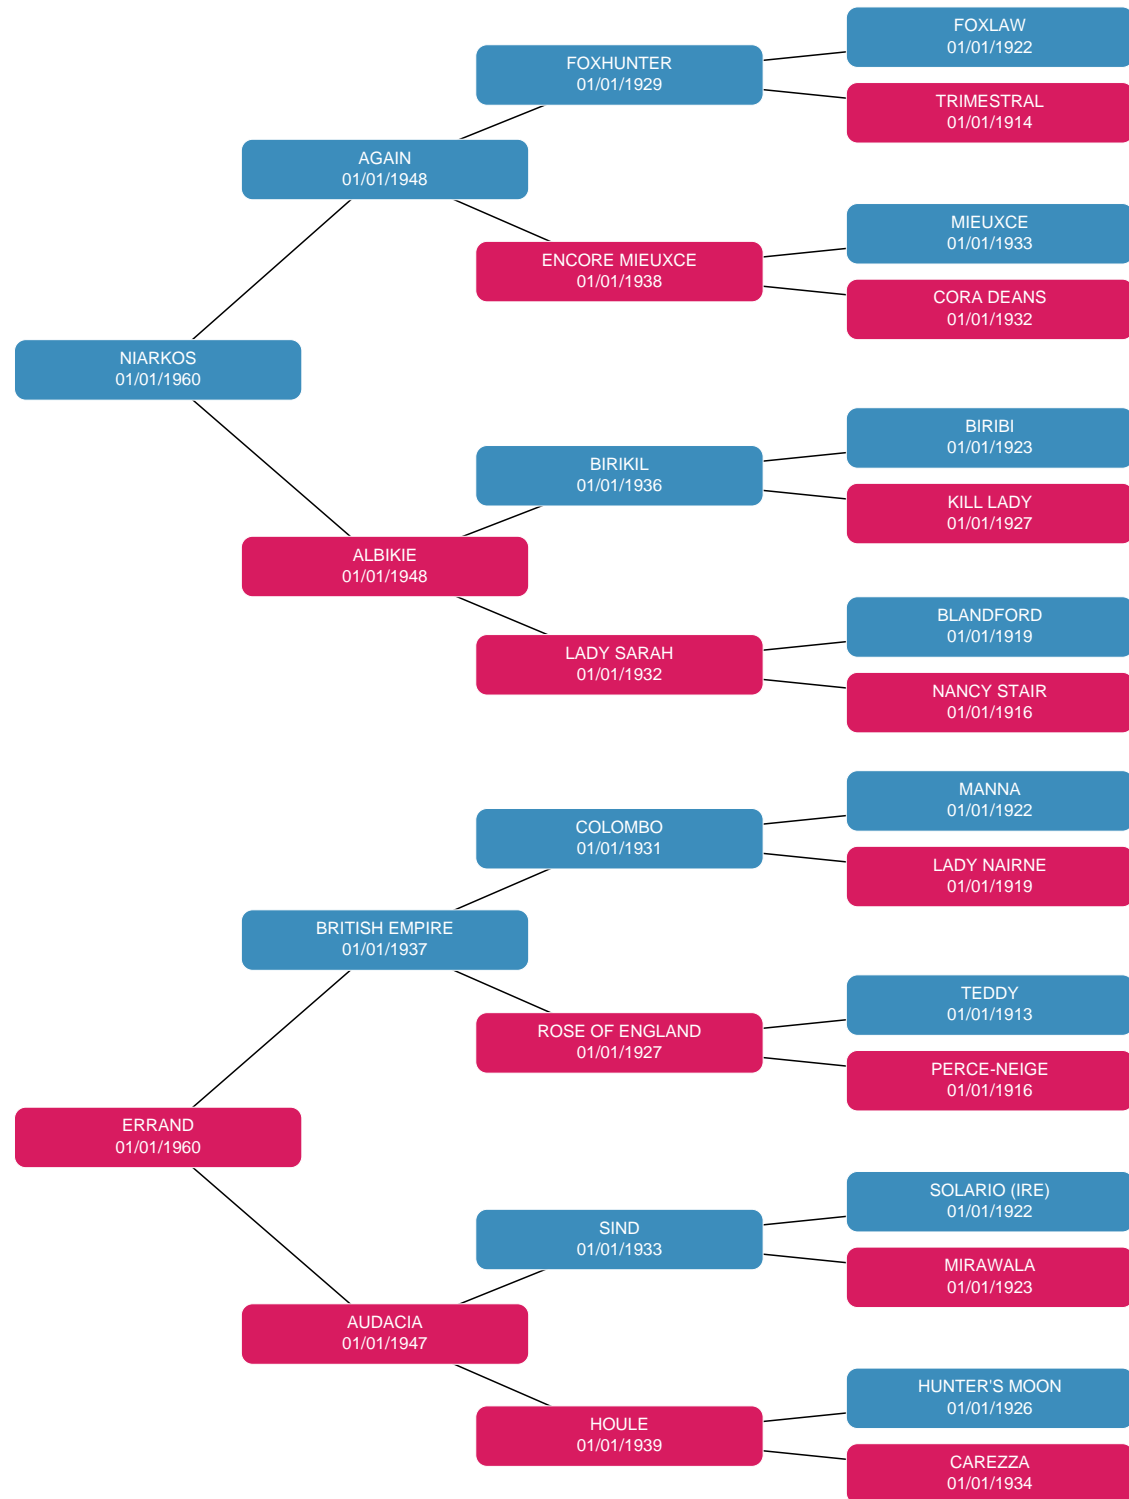 FOXLAW
01/01/1922
FOXHUNTER
01/01/1929
TRIMESTRAL
01/01/1914
AGAIN
01/01/1948
MIEUXCE
01/01/1933
ENCORE MIEUXCE
01/01/1938
CORA DEANS
01/01/1932
NIARKOS
01/01/1960
BIRIBI
01/01/1923
BIRIKIL
01/01/1936
KILL LADY
01/01/1927
ALBIKIE
01/01/1948
BLANDFORD
01/01/1919
LADY SARAH
01/01/1932
NANCY STAIR
01/01/1916
MANNA
01/01/1922
COLOMBO
01/01/1931
LADY NAIRNE
01/01/1919
BRITISH EMPIRE
01/01/1937
TEDDY
01/01/1913
ROSE OF ENGLAND
01/01/1927
PERCE-NEIGE
01/01/1916
ERRAND
01/01/1960
SOLARIO (IRE)
01/01/1922
SIND
01/01/1933
MIRAWALA
01/01/1923
AUDACIA
01/01/1947
HUNTER'S MOON
01/01/1926
HOULE
01/01/1939
CAREZZA
01/01/1934